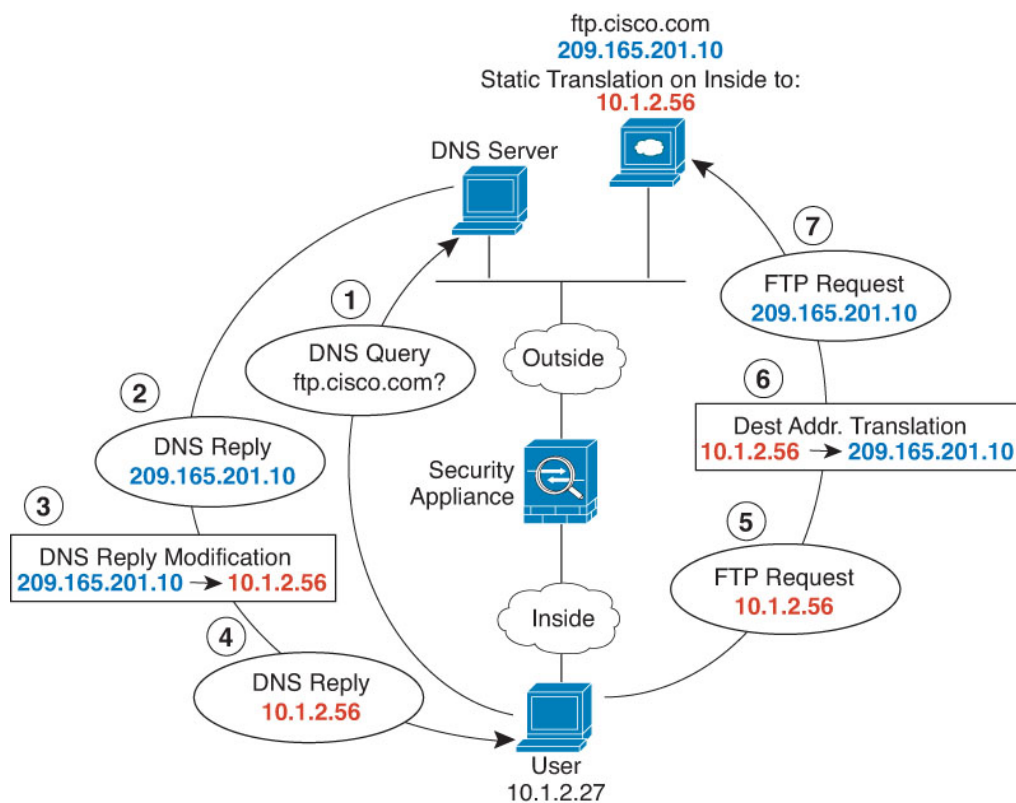 ftp.cisco.com
209.165.201.10
Static Translation on Inside to:
10.1.2.56
DNS Server
7
FTP Request
209.165.201.10
1
DNS Query
ftp.cisco.com?
Outside
2
DNS Reply
209.165.201.10
6
Dest Addr. Translation
10.1.2.56 → 209.165.201.10
Security
Appliance
3
DNS Reply Modification
209.165.201.10 → 10.1.2.56
5
FTP Request
10.1.2.56
Inside
4
DNS Reply
10.1.2.56
User
10.1.2.27